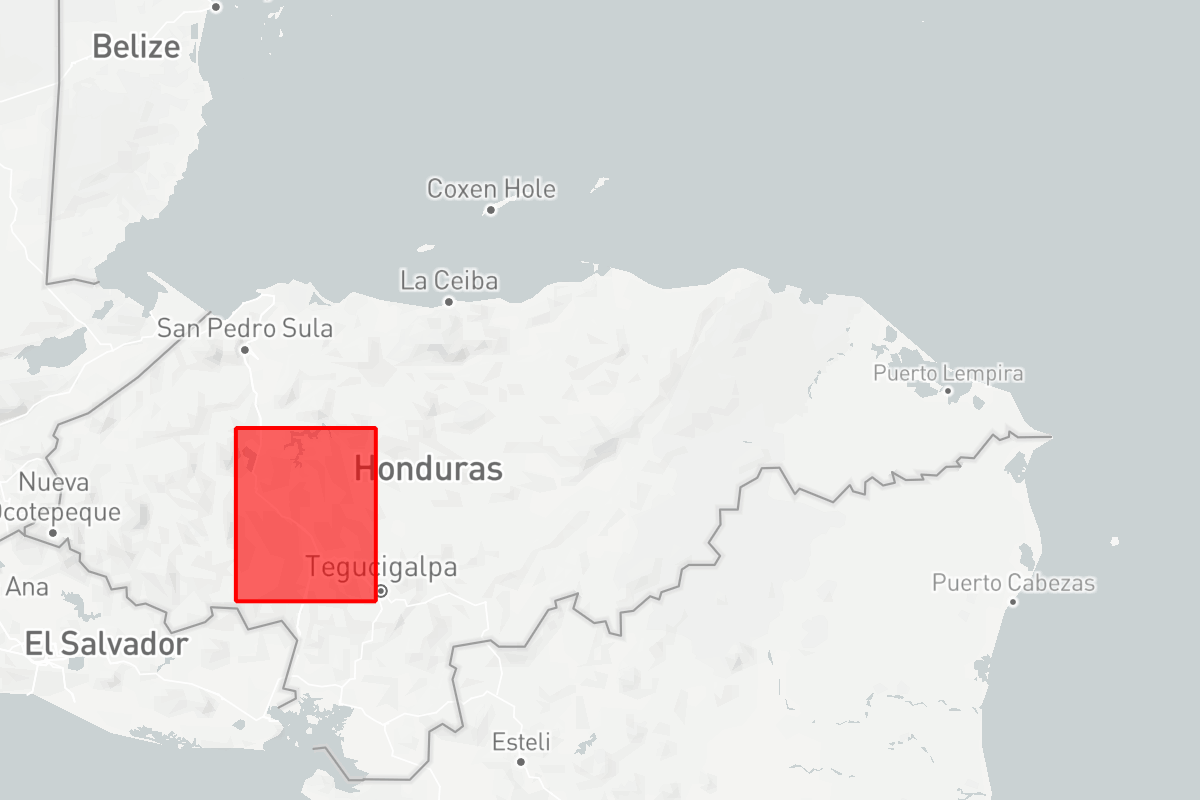 Belize
Coxen Hole
La Ceiba
San Pedro Sula
Puerto Lempira
Honduras
Nueva
Ocotepeque
Tegucigalpa
Ana
Puerto Cabezas
El Salvador
Esteli